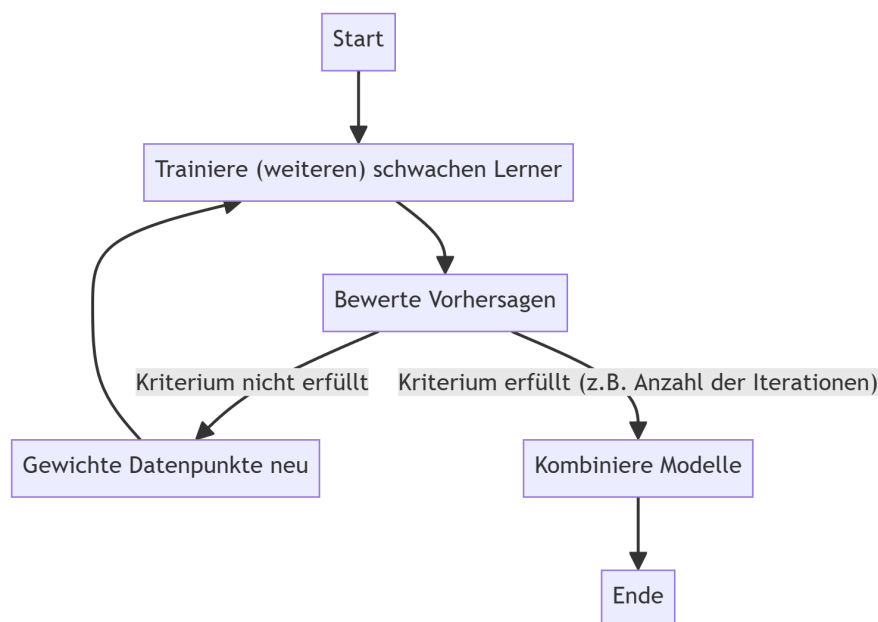 Start
Trainiere (weiteren) schwachen Lerner
Bewerte Vorhersagen
Kriterium nicht erfüllt
Kriterium erfüllt (z.B. Anzahl der Iterationen)
Gewichte Datenpunkte neu
Kombiniere Modelle
Ende